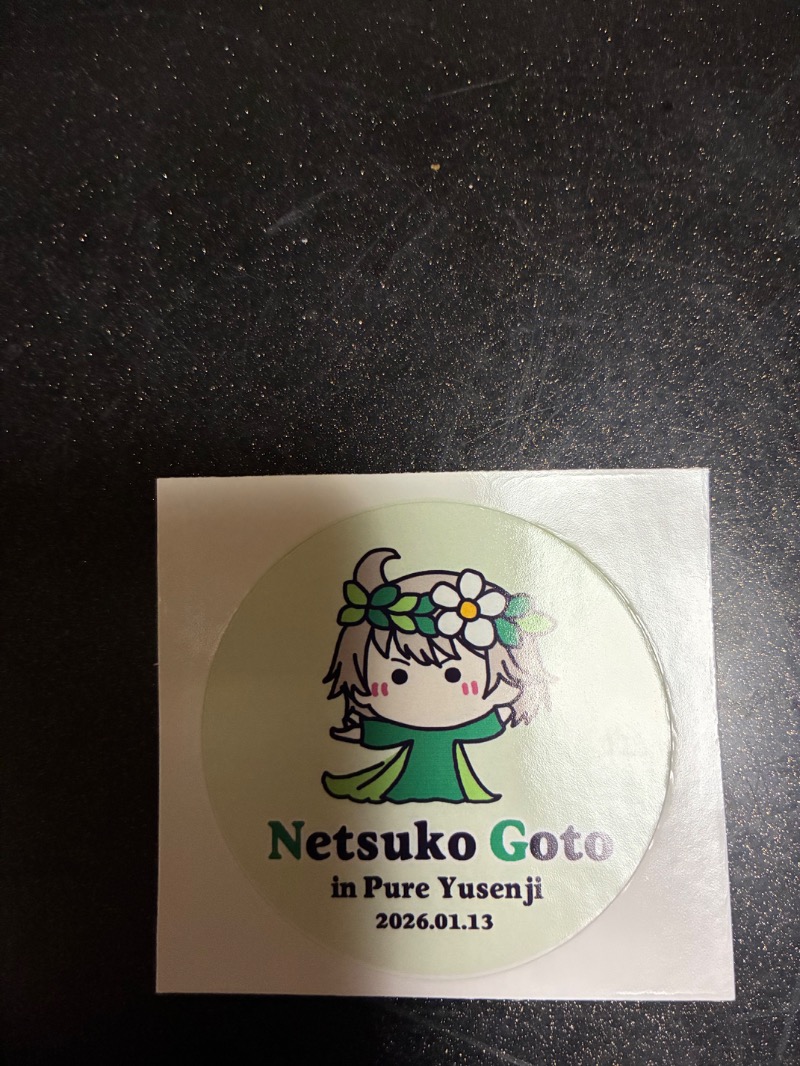 Netsuko Goto
in Pure Yusenji
2026.01.13